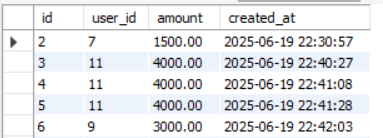 id user_id amount created_at
2 7 1500.00 2025-06-19 22:30:57
3 11 4000.00 2025-06-19 22:40:27
4 11 4000.00 2025-06-19 22:41:08
5 11 4000.00 2025-06-19 22:41:28
6 9 3000.00 2025-06-19 22:42:03